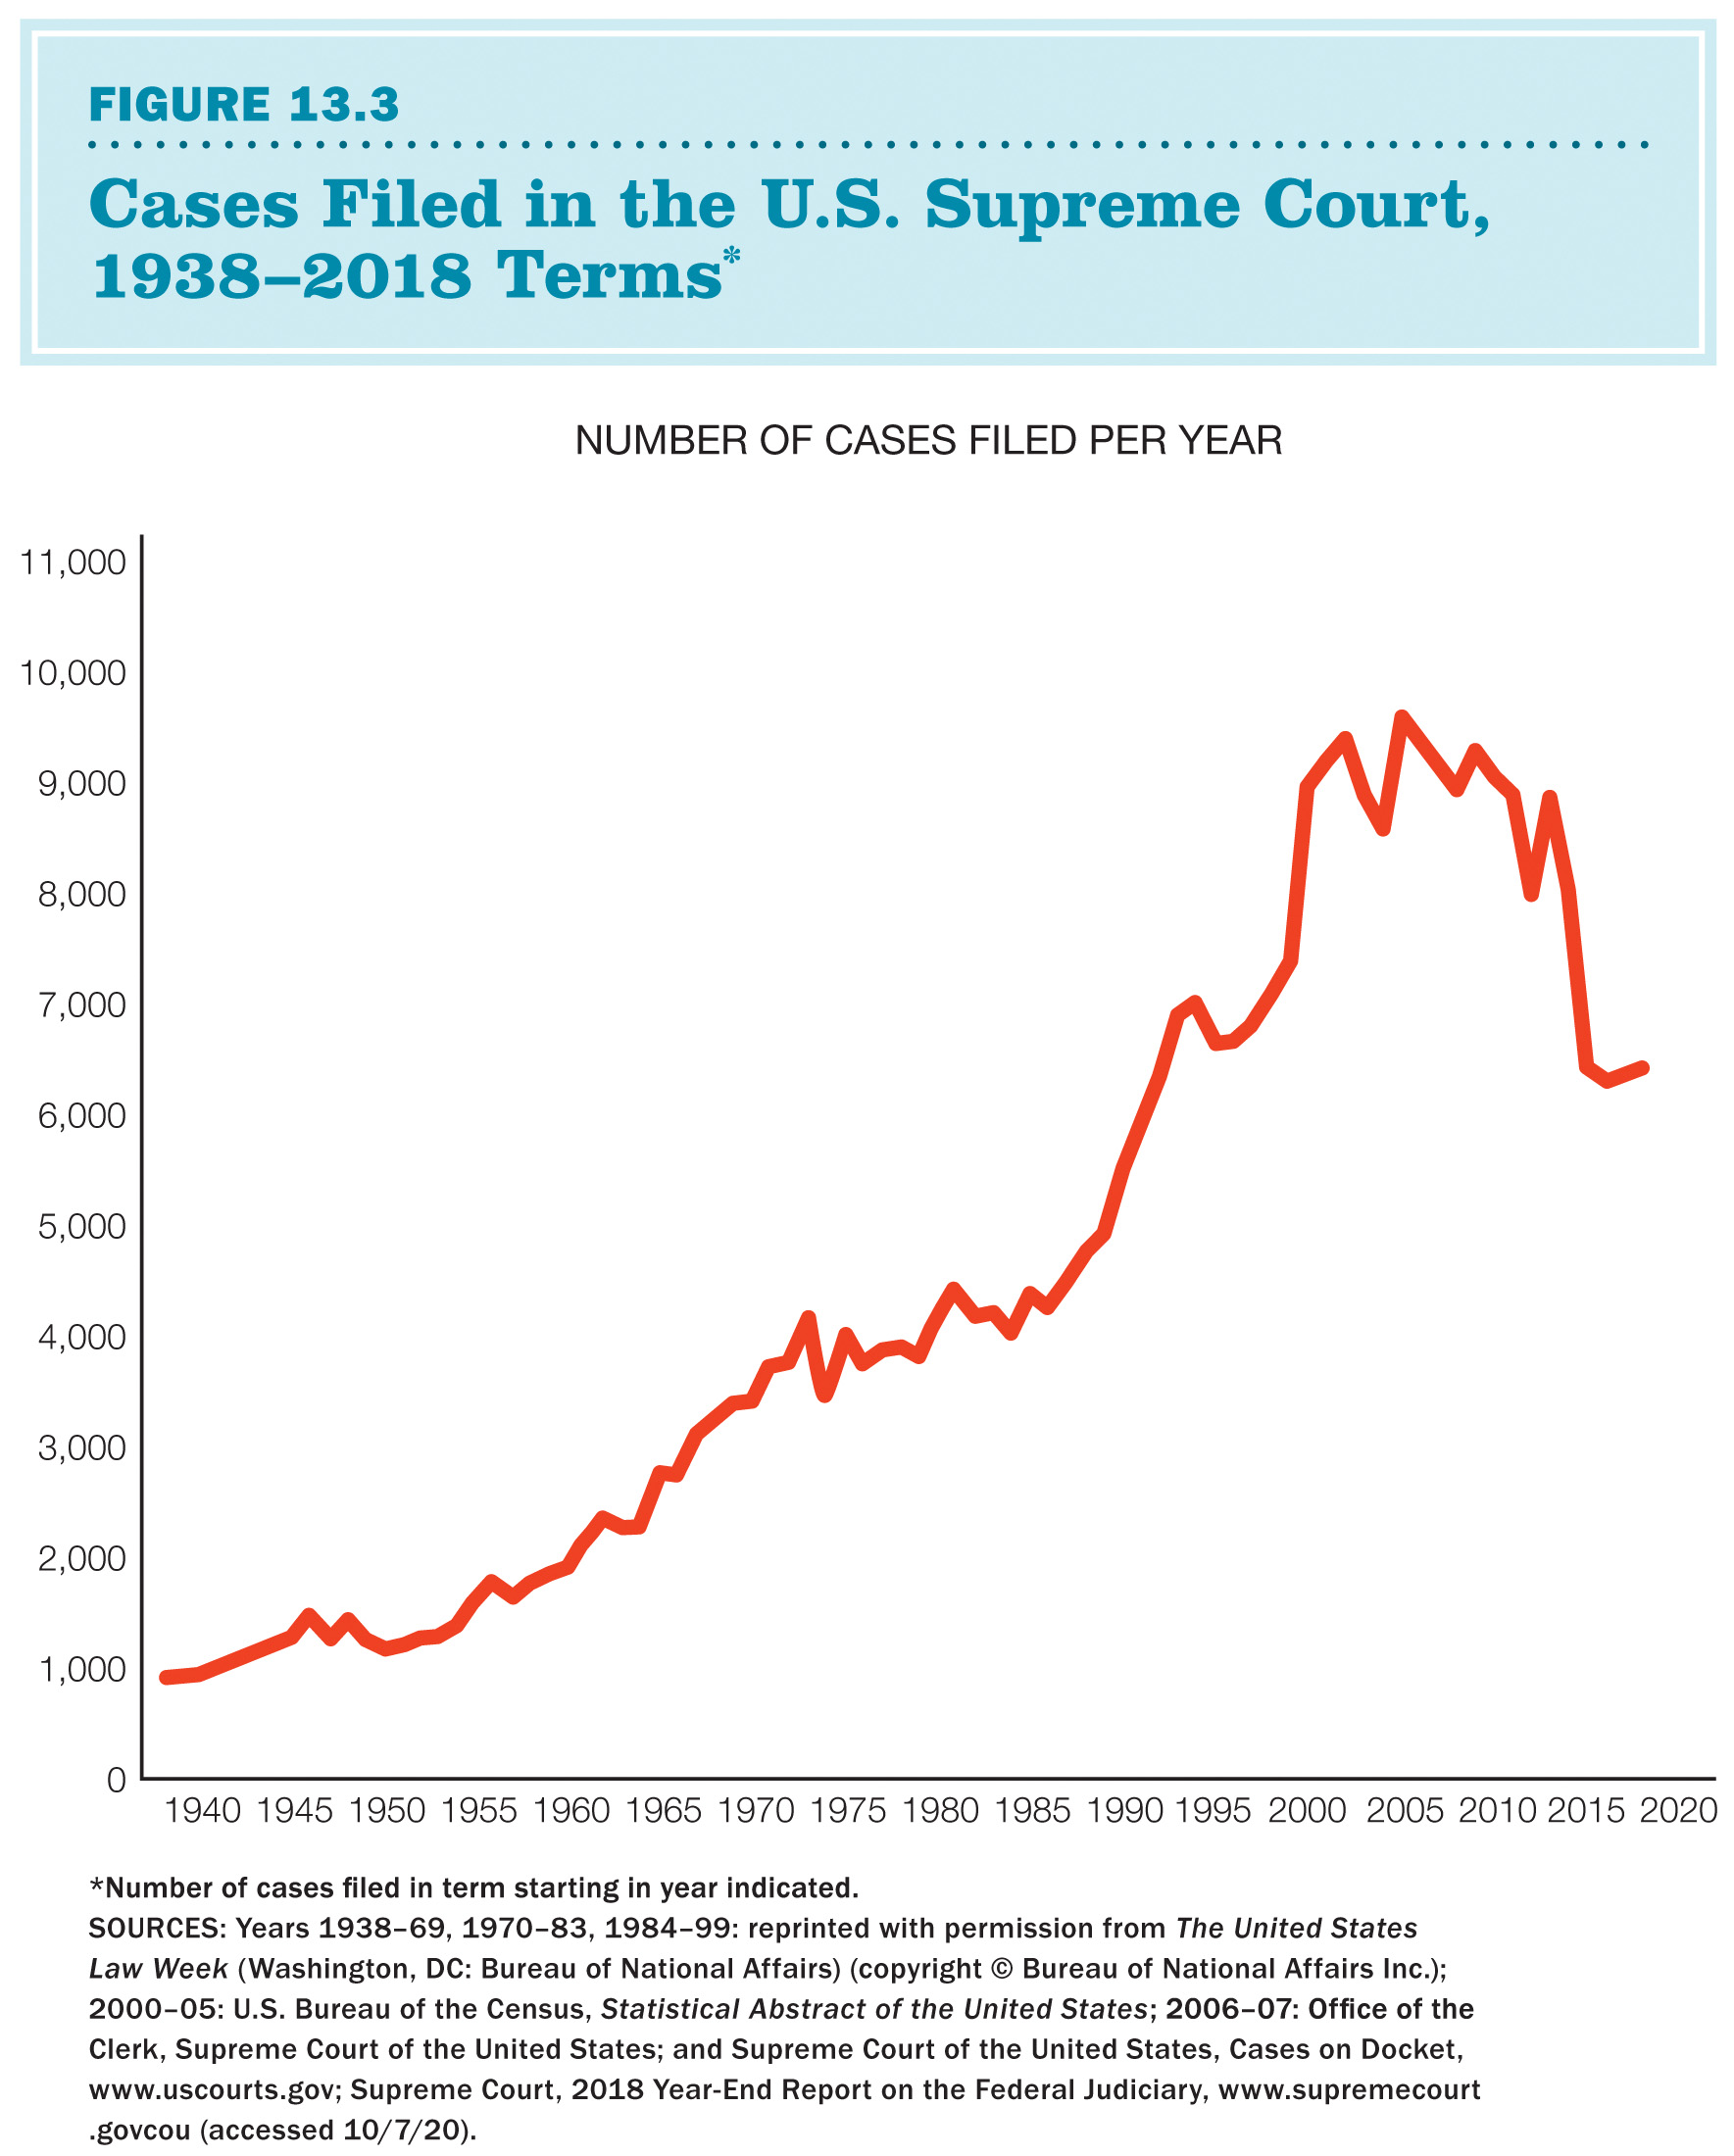 FIGURE 13.3
Cases Filed in the U.S. Supreme Court,
1938–2018 Terms*
NUMBER OF CASES FILED PER YEAR
11,000
10,000
9,000
8,000
7,000
6,000
5,000
4,000
3,000
2,000
1,000
0
1940 1945 1950 1955 1960 1965 1970 1975 1980 1985 1990 1995 2000 2005 2010 2015 2020
*Number of cases filed in term starting in year indicated.
SOURCES: Years 1938–69, 1970–83, 1984–99: reprinted with permission from The United States
Law Week (Washington, DC: Bureau of National Affairs) (copyright © Bureau of National Affairs Inc.);
2000–05: U.S. Bureau of the Census, Statistical Abstract of the United States; 2006–07: Office of the
Clerk, Supreme Court of the United States; and Supreme Court of the United States, Cases on Docket,
www.uscourts.gov; Supreme Court, 2018 Year-End Report on the Federal Judiciary, www.supremecourt
.govcou (accessed 10/7/20).